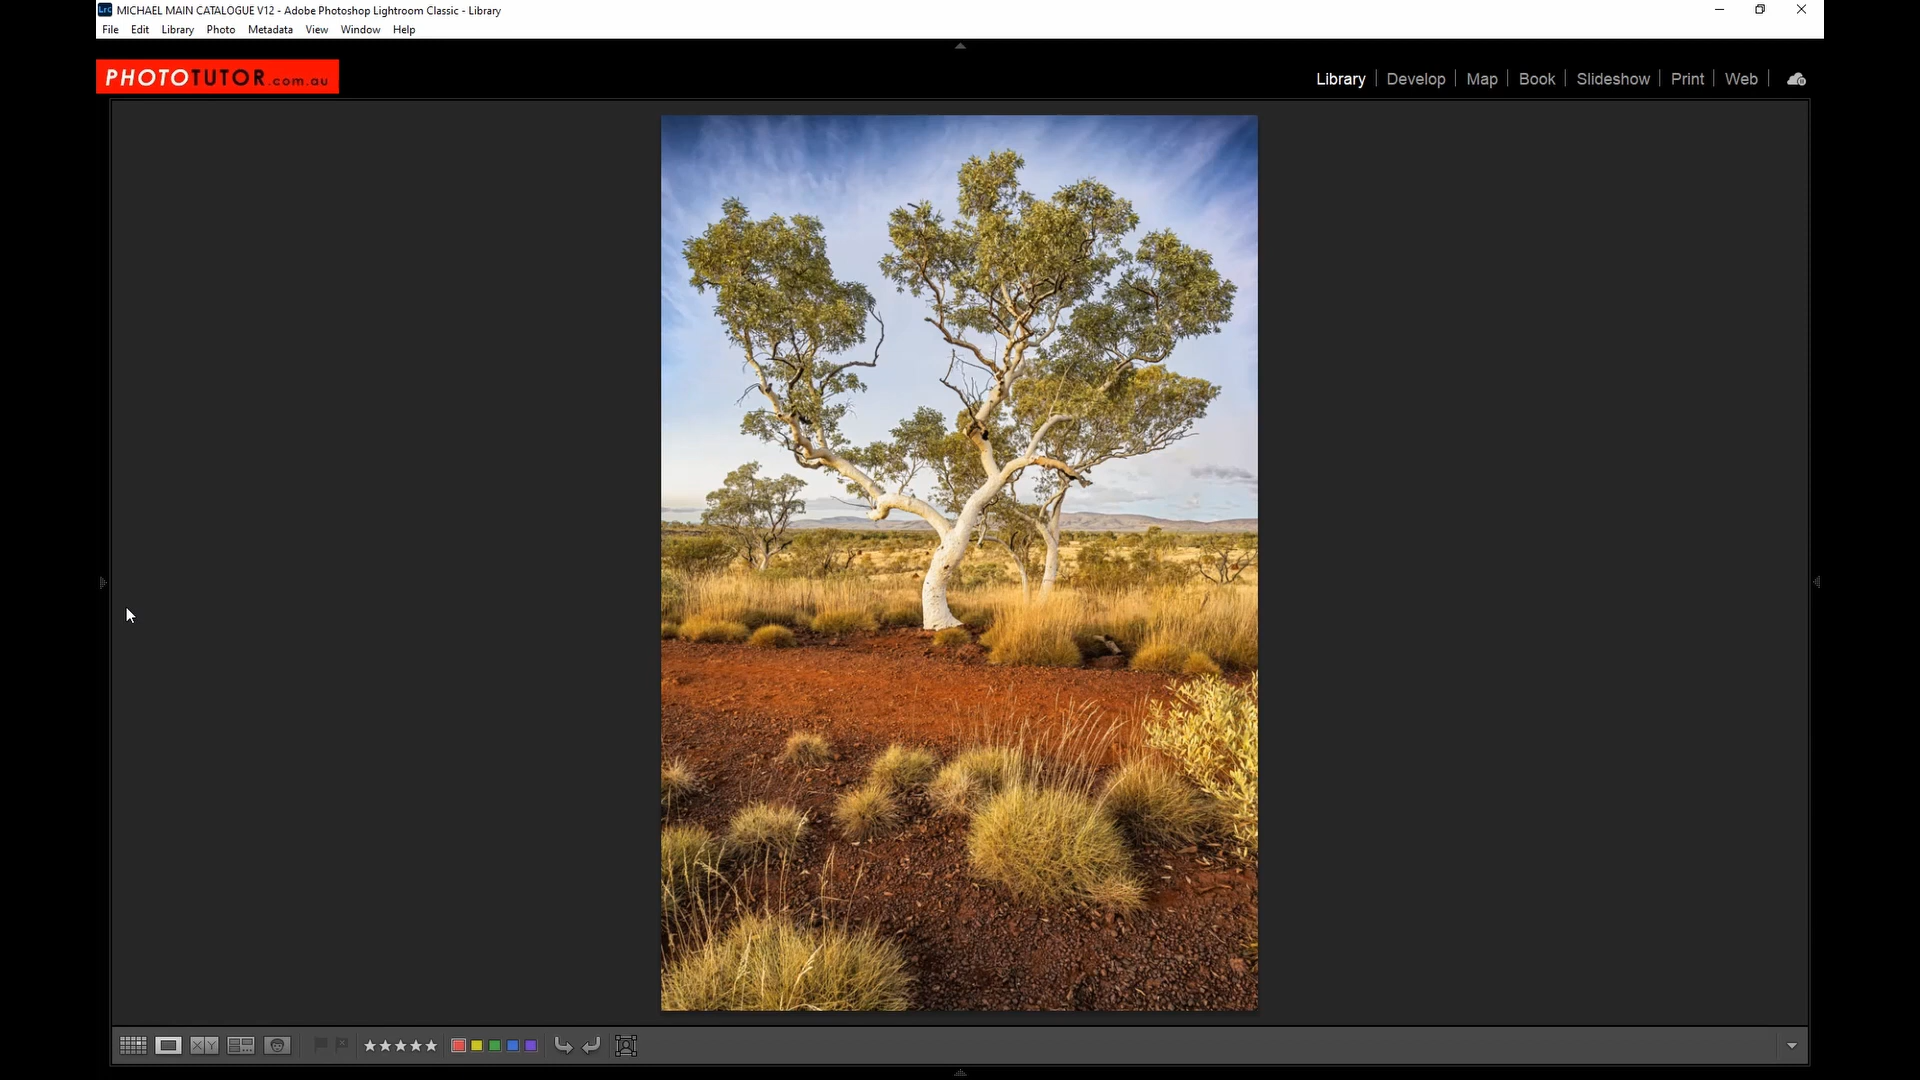 LrC MICHAEL MAIN CATALOGUE V12 - Adobe Photoshop Lightroom Classic - Library
File Edit Library Photo Metadata View Window Help
PHOTOTUTOR.com.au
Library Develop Map Book Slideshow Print Web
X Y